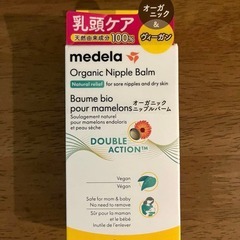 乳頭ケア
天然由来成分100%
オーガニック
&
ヴィーガン
medela
Organic Nipple Balm
Natural relief for sore nipples and dry skin
Baume bio
pour mamelons
オーガニック
ニップルバーム
Soulagement naturel
pour mamelons endoloris
et peau sèche
DOUBLE
ACTION™
Vegan
Végan
Safe for mom & baby
No need to remove
Sûr pour la maman
et le bébé
Inutile de l'enlever